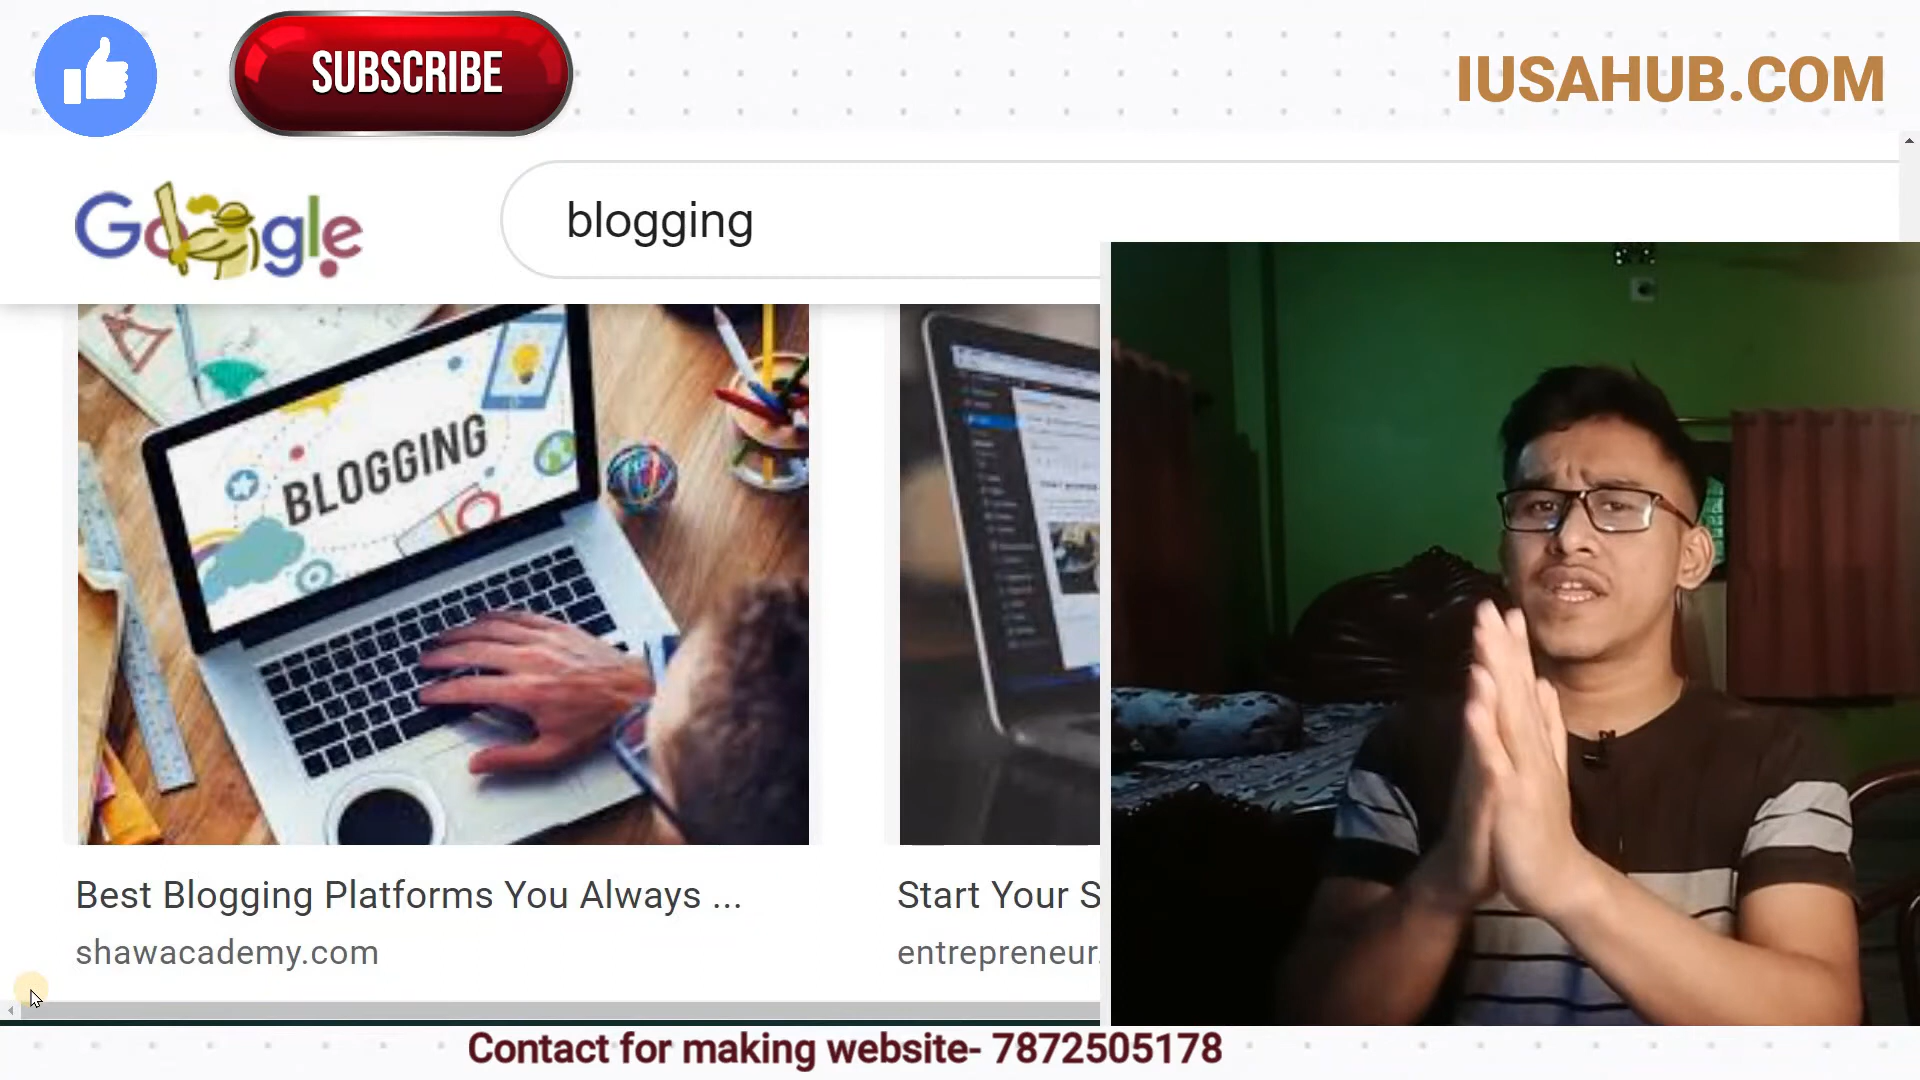 SUBSCRIBE
IUSAHUB.COM
Google
blogging
BLOGGING
Best Blogging Platforms You Always ...
shawacademy.com
Start Your S
entrepreneur.
Contact for making website- 7872505178